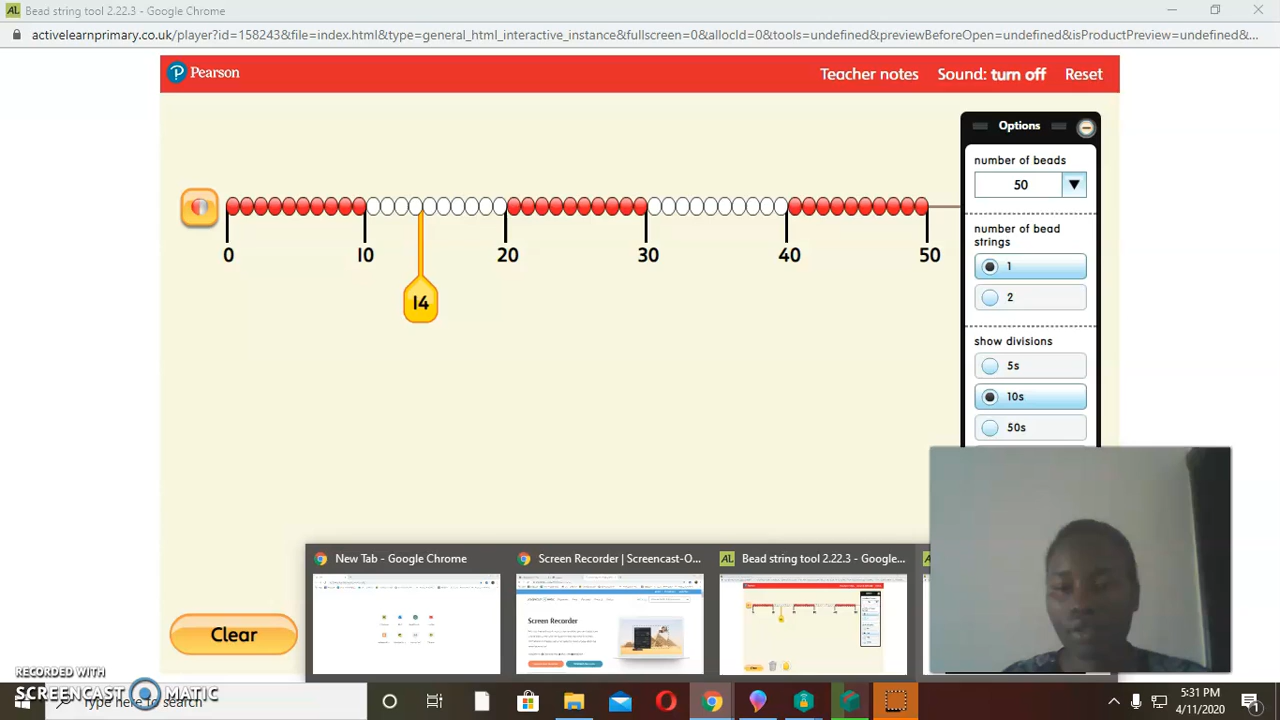 Bead string tool 2.22.3 - Google Chrome
activelearnprimary.co.uk/player?id=158243&file=index.html&type=general_html_interactive_instance&fullscreen=0&allocId=0&tools=undefined&previewBeforeOpen=undefined&isProductPreview=undefined&...
Pearson
Teacher notes Sound: turn off Reset
Options
number of beads
50
number of bead
strings
1
2
show divisions
5s
10s
50s
0 10 20 30 40 50
14
Clear
New Tab - Google Chrome
Screen Recorder | Screencast-O...
Bead string tool 2.22.3 - Google...
Screen Recorder
RECORDED WITH
SCREENCAST MATIC
Type here to search
5:31 PM
4/11/2020